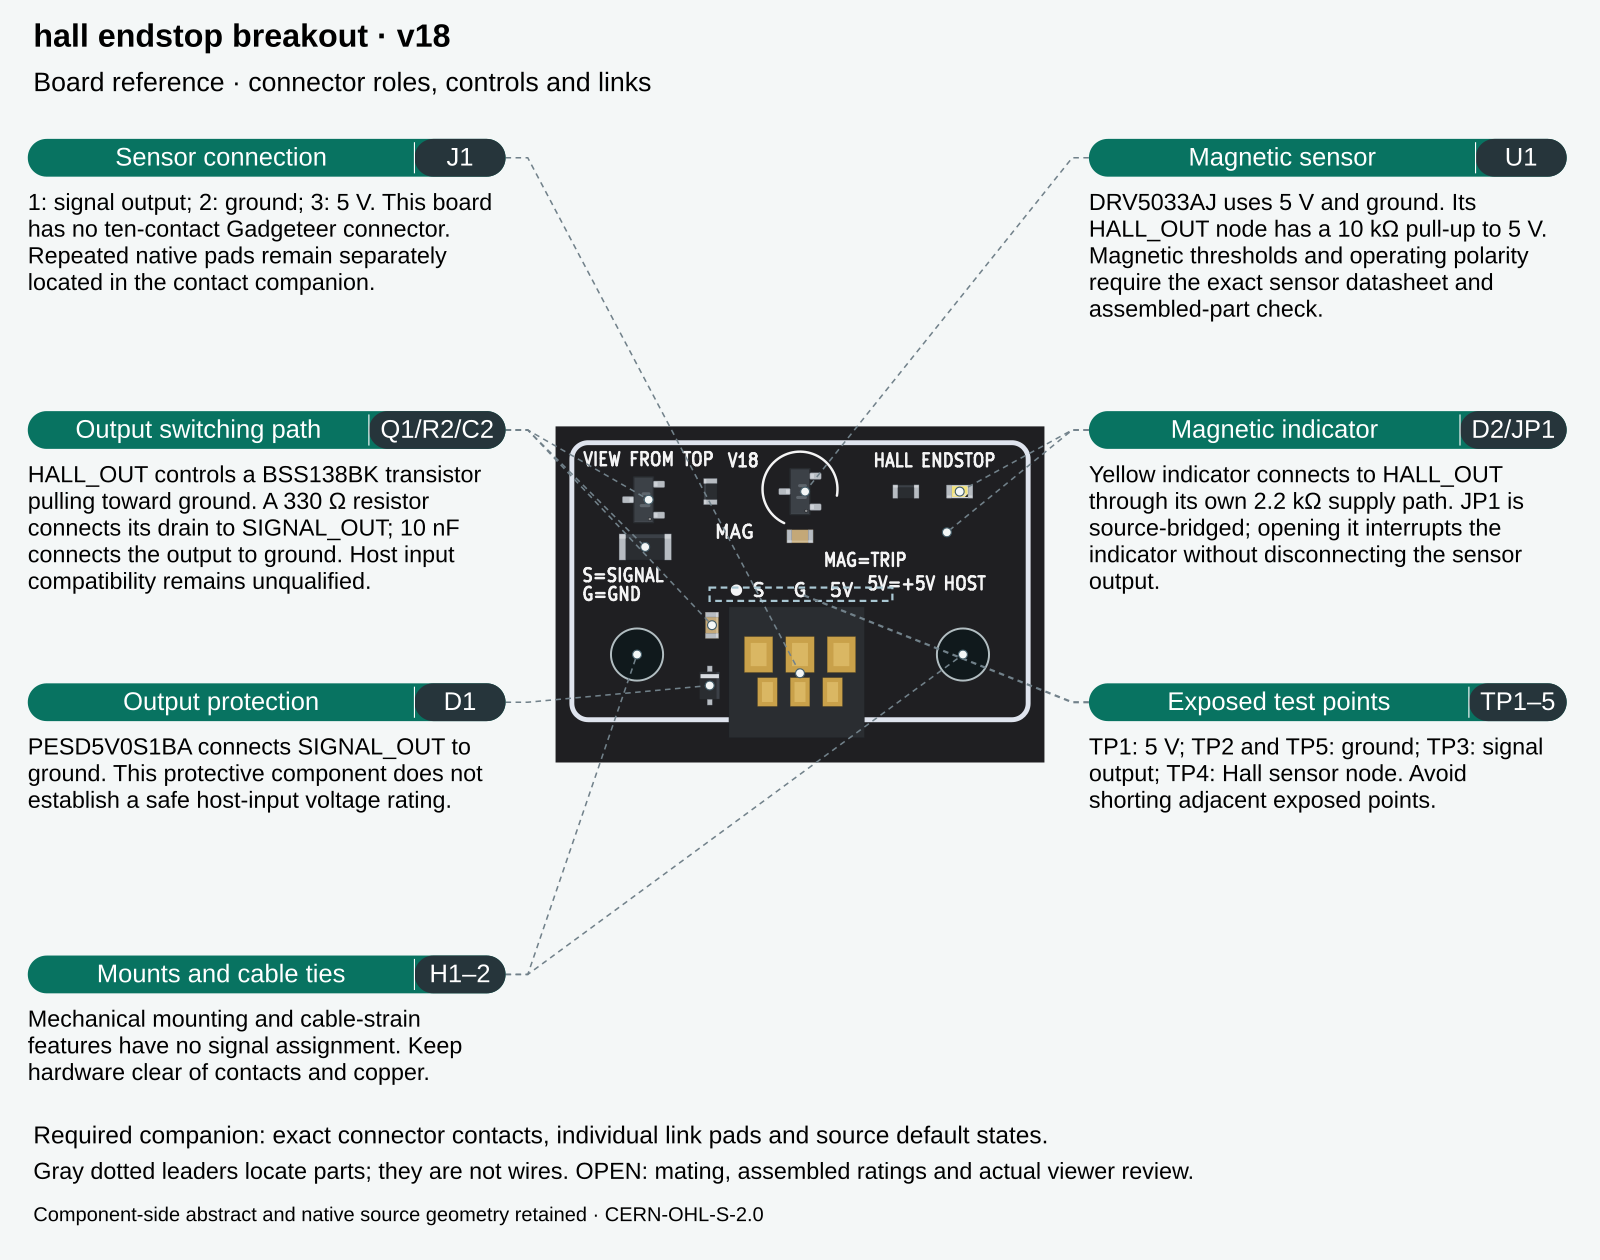 hall endstop breakout · v18
Board reference · connector roles, controls and links
Sensor connection J1
1: signal output; 2: ground; 3: 5 V. This board
has no ten-contact Gadgeteer connector.
Repeated native pads remain separately
located in the contact companion.
Magnetic sensor U1
DRV5033AJ uses 5 V and ground. Its
HALL_OUT node has a 10 kΩ pull-up to 5 V.
Magnetic thresholds and operating polarity
require the exact sensor datasheet and
assembled-part check.
Output switching path Q1/R2/C2
HALL_OUT controls a BSS138BK transistor
pulling toward ground. A 330 Ω resistor
connects its drain to SIGNAL_OUT; 10 nF
connects the output to ground. Host input
compatibility remains unqualified.
VIEW FROM TOP V18
HALL ENDSTOP
MAG
MAG=TRIP
S=SIGNAL
G=GND
5V=+5V HOST
S G 5V
Magnetic indicator D2/JP1
Yellow indicator connects to HALL_OUT
through its own 2.2 kΩ supply path. JP1 is
source-bridged; opening it interrupts the
indicator without disconnecting the sensor
output.
Output protection D1
PESD5V0S1BA connects SIGNAL_OUT to
ground. This protective component does not
establish a safe host-input voltage rating.
Exposed test points TP1–5
TP1: 5 V; TP2 and TP5: ground; TP3: signal
output; TP4: Hall sensor node. Avoid
shorting adjacent exposed points.
Mounts and cable ties H1–2
Mechanical mounting and cable-strain
features have no signal assignment. Keep
hardware clear of contacts and copper.
Required companion: exact connector contacts, individual link pads and source default states.
Gray dotted leaders locate parts; they are not wires. OPEN: mating, assembled ratings and actual viewer review.
Component-side abstract and native source geometry retained · CERN-OHL-S-2.0